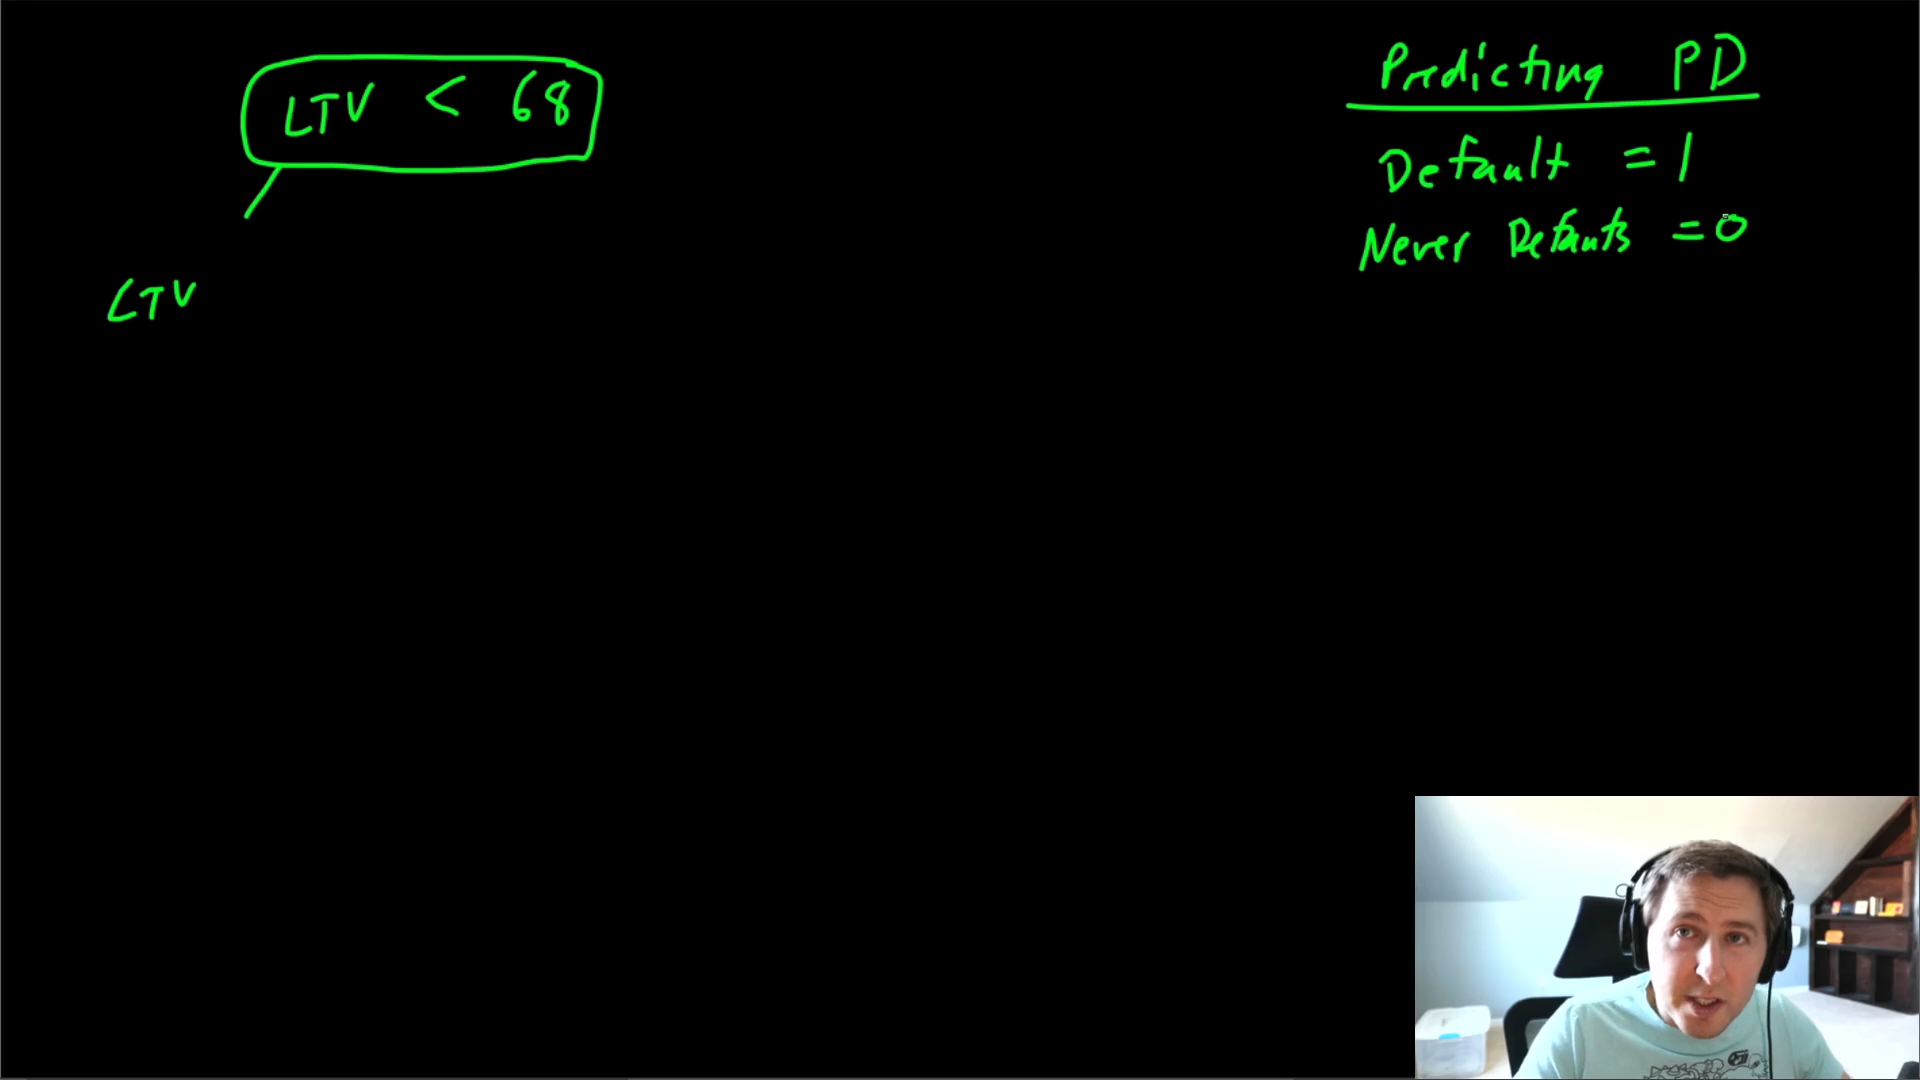 LTV < 68
LTV
Predicting PD
Default = 1
Never Defaults = 0